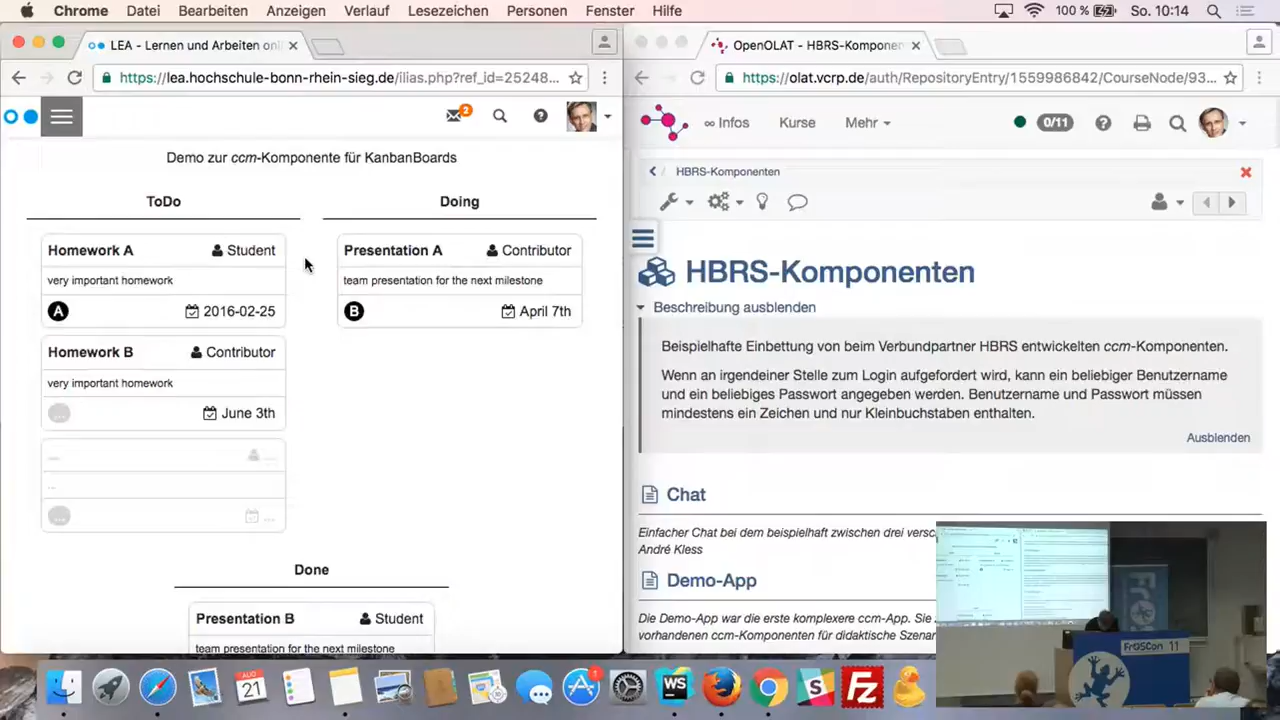 Chrome Datei Bearbeiten Anzeigen Verlauf Lesezeichen Personen Fenster Hilfe 100 % So. 10:14
LEA - Lernen und Arbeiten onl
https://lea.hochschule-bonn-rhein-sieg.de/ilias.php?ref_id=25248...
2
Demo zur ccm-Komponente für KanbanBoards
ToDo
Doing
Homework A Student
very important homework
A 2016-02-25
Presentation A Contributor
team presentation for the next milestone
B April 7th
Homework B Contributor
very important homework
... June 3th
... ...
...
... ...
Done
Presentation B Student
team presentation for the next milestone
OpenOLAT - HBRS-Komponen
https://olat.vcrp.de/auth/RepositoryEntry/1559986842/CourseNode/93...
∞ Infos Kurse Mehr 0/11
/ HBRS-Komponenten
HBRS-Komponenten
Beschreibung ausblenden
Beispielhafte Einbettung von beim Verbundpartner HBRS entwickelten ccm-Komponenten.
Wenn an irgendeiner Stelle zum Login aufgefordert wird, kann ein beliebiger Benutzername
und ein beliebiges Passwort angegeben werden. Benutzername und Passwort müssen
mindestens ein Zeichen und nur Kleinbuchstaben enthalten.
Ausblenden
Chat
Einfacher Chat bei dem beispielhaft zwischen drei versc
André Kless
Demo-App
Die Demo-App war die erste komplexere ccm-App. Sie
vorhandenen ccm-Komponenten für didaktische Szenar
FrOSCon 11
AUG
21
1
WS
S
FZ